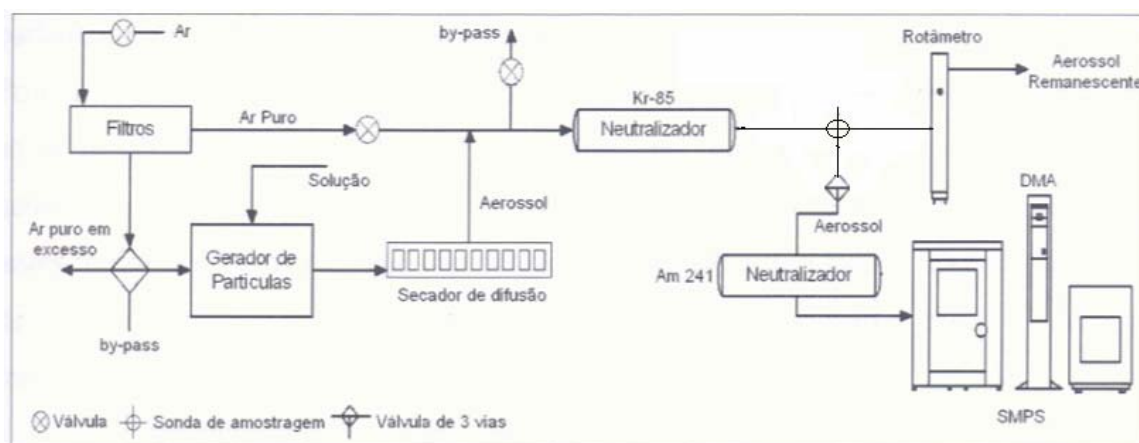 Ar
by-pass
Rotâmetro
Aerossol
Remanescente
Kr-85
Filtros
Ar Puro
Neutralizador
Solução
Aerossol
DMA
Ar puro em
excesso
Gerador de
Partículas
Aerossol
Am 241
Neutralizador
Secador de difusão
by-pass
SMPS
Válvula
Sonda de amostragem
Válvula de 3 vias